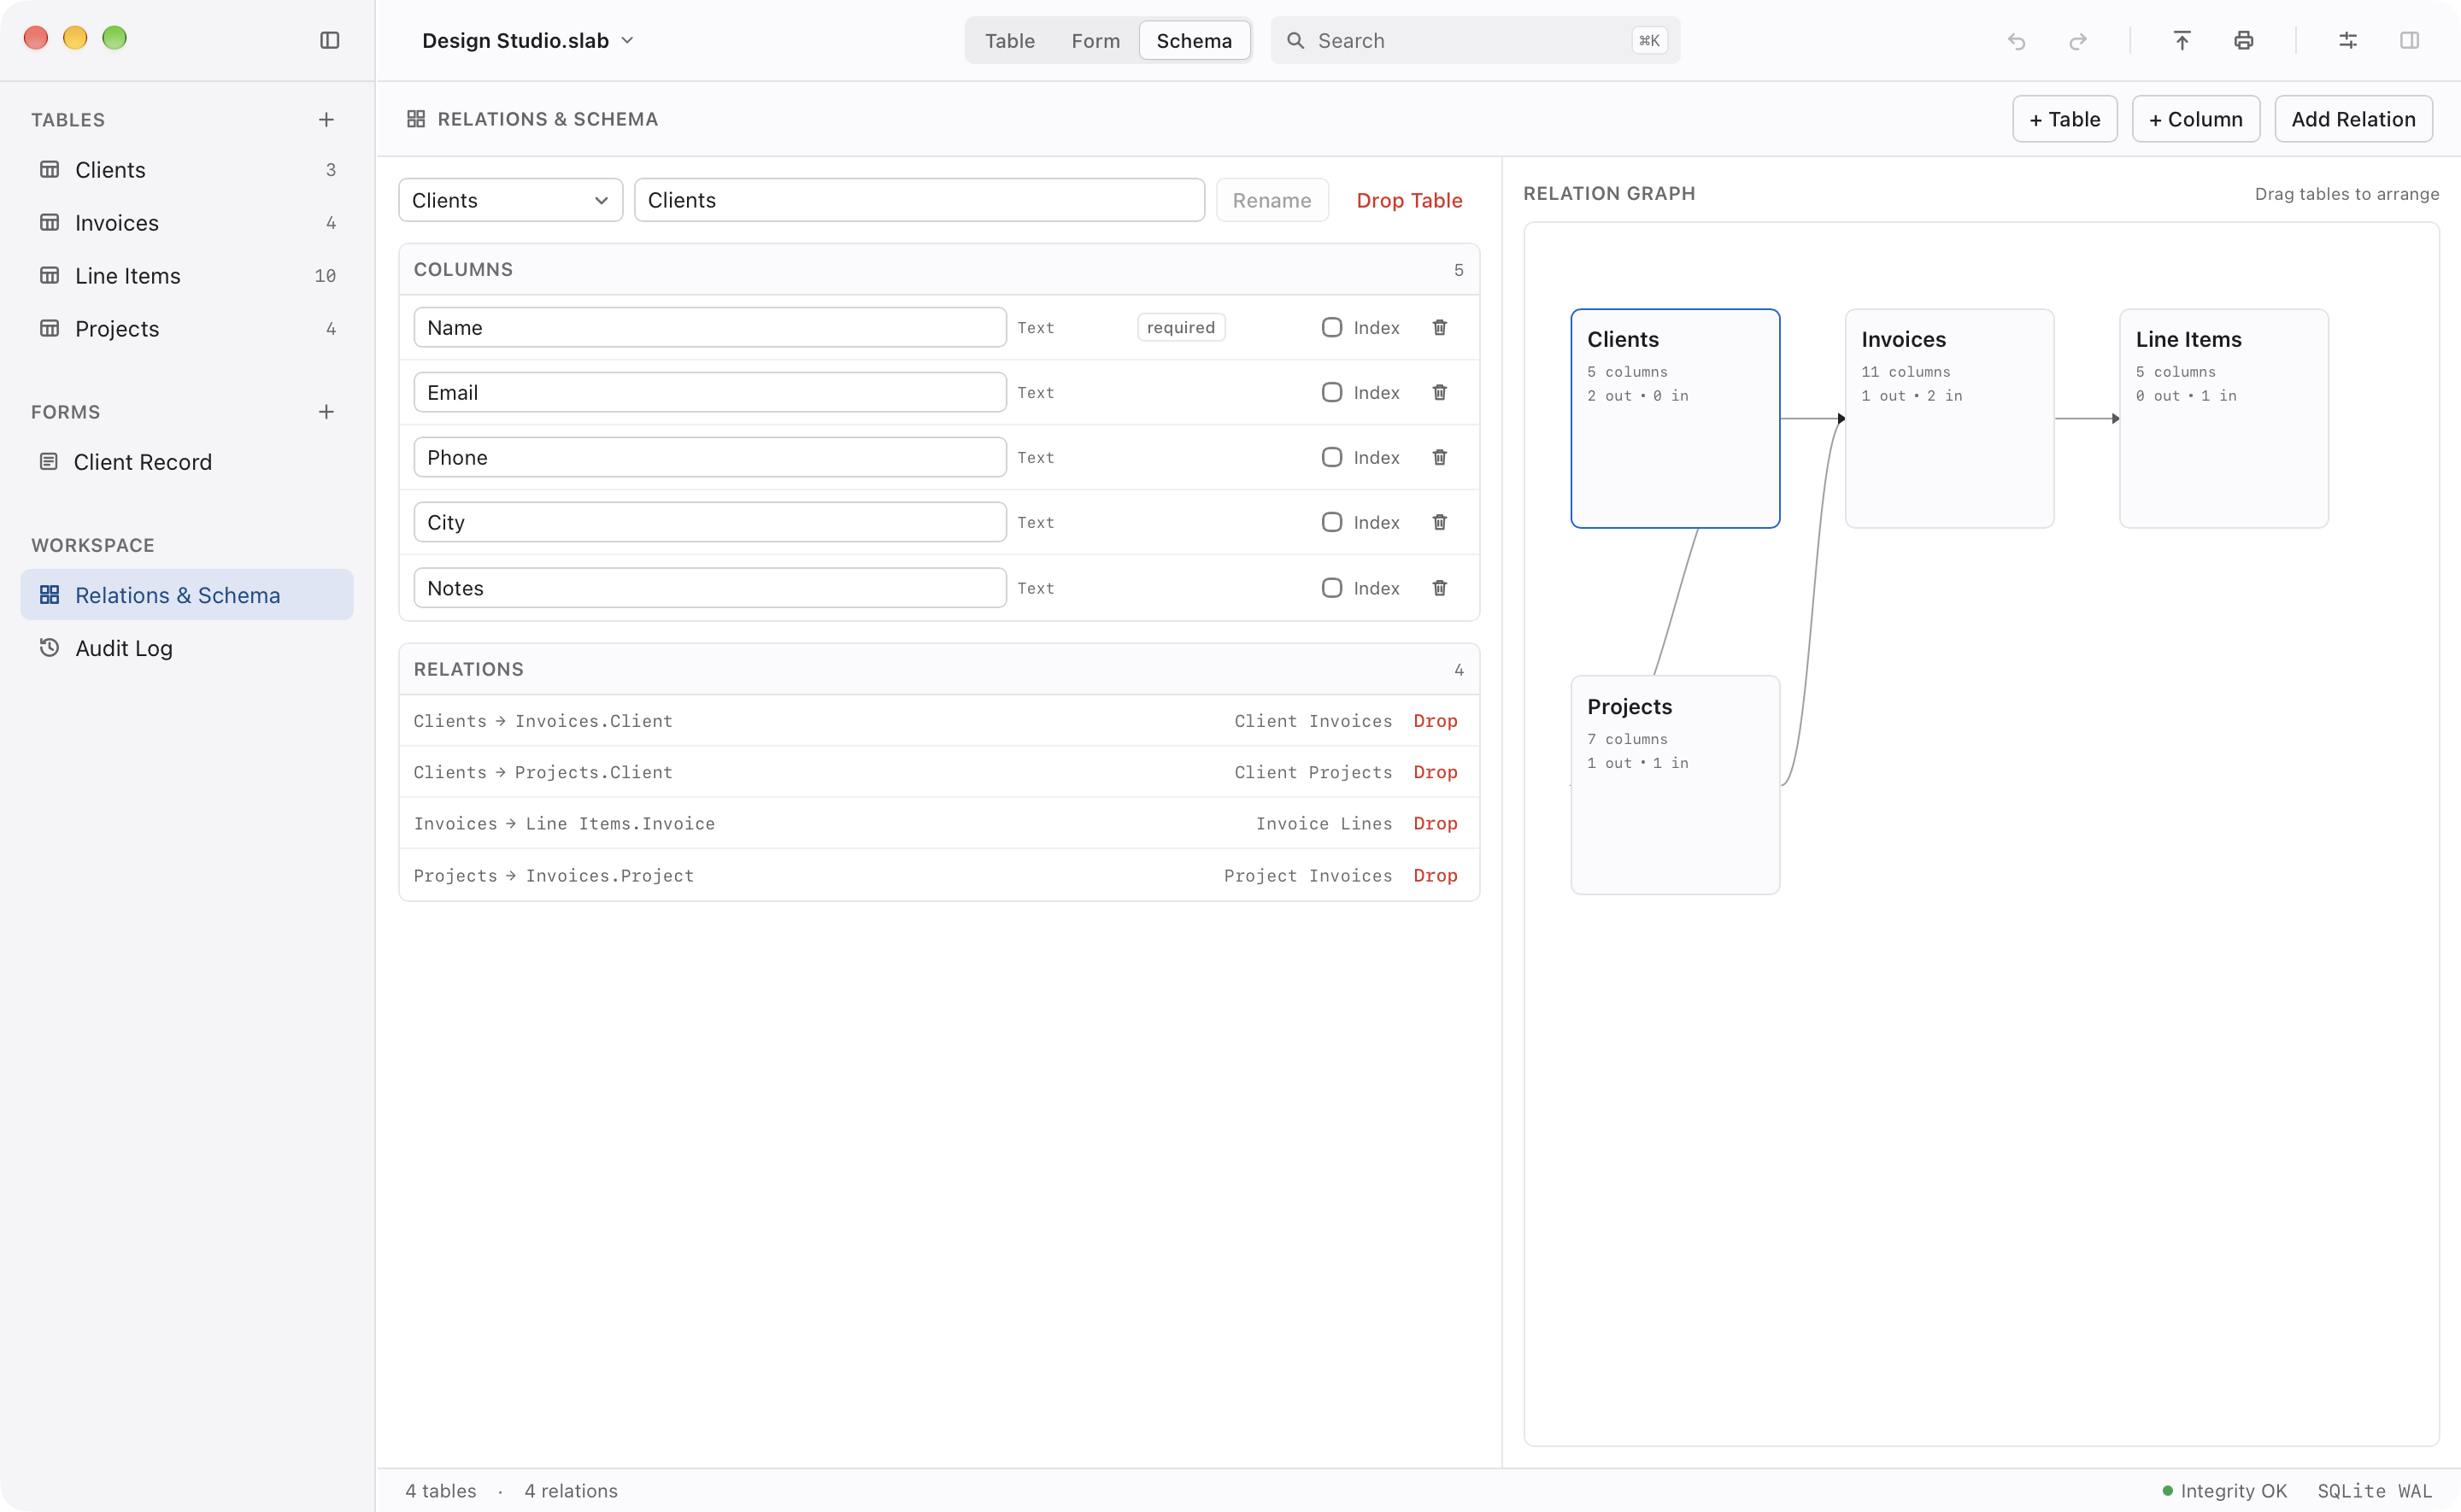 Design Studio.slab
Table Form Schema
Search ⌘K
TABLES
Clients 3
Invoices 4
Line Items 10
Projects 4
FORMS
Client Record
WORKSPACE
Relations & Schema
Audit Log
RELATIONS & SCHEMA
+ Table + Column Add Relation
Clients Clients Rename Drop Table
COLUMNS 5
Name Text required Index
Email Text Index
Phone Text Index
City Text Index
Notes Text Index
RELATIONS 4
Clients → Invoices.Client Client Invoices Drop
Clients → Projects.Client Client Projects Drop
Invoices → Line Items.Invoice Invoice Lines Drop
Projects → Invoices.Project Project Invoices Drop
RELATION GRAPH Drag tables to arrange
Clients
5 columns
2 out • 0 in
Invoices
11 columns
1 out • 2 in
Line Items
5 columns
0 out • 1 in
Projects
7 columns
1 out • 1 in
4 tables · 4 relations
Integrity OK SQLite WAL